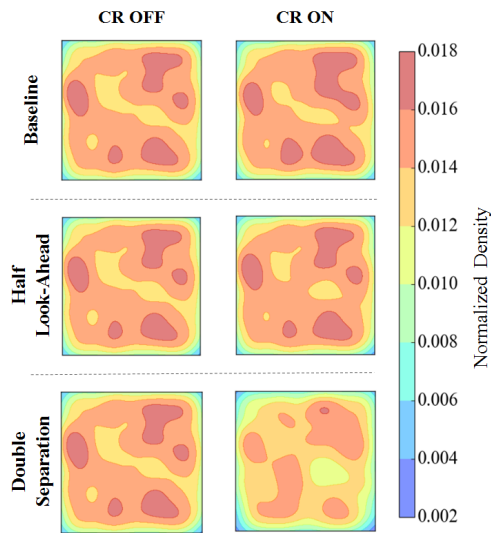 CR OFF
CR ON
Baseline
Half
Look-Ahead
Double
Separation
0.018
0.016
0.014
0.012
0.010
0.008
0.006
0.004
0.002
Normalized Density